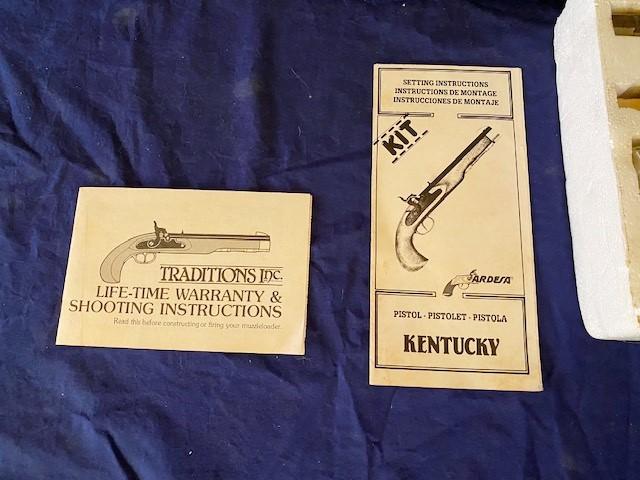 TRADITIONS Inc.
LIFE-TIME WARRANTY &
SHOOTING INSTRUCTIONS
Read this before constructing or firing your muzzleloader.
SETTING INSTRUCTIONS
INSTRUCTIONS DE MONTAGE
INSTRUCCIONES DE MONTAJE
KIT
ARDESA
PISTOL - PISTOLET - PISTOLA
KENTUCKY